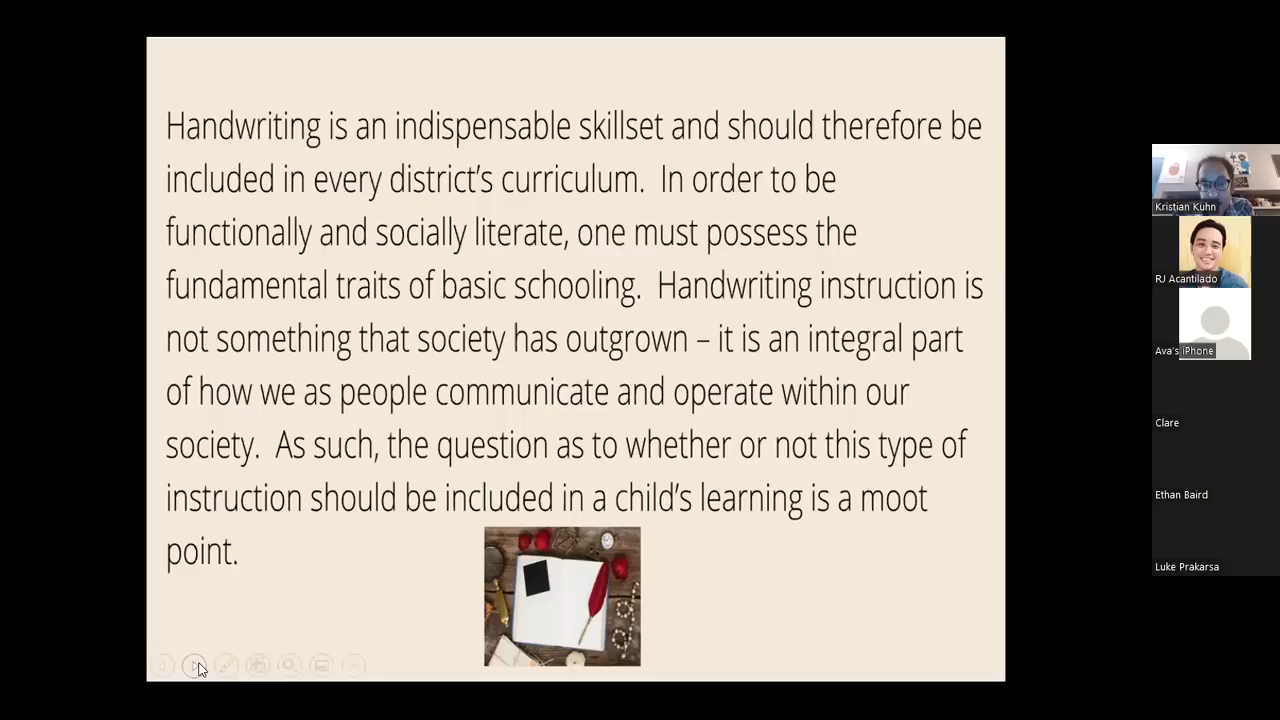 Handwriting is an indispensable skillset and should therefore be
included in every district's curriculum.  In order to be
functionally and socially literate, one must possess the
fundamental traits of basic schooling.  Handwriting instruction is
not something that society has outgrown – it is an integral part
of how we as people communicate and operate within our
society.  As such, the question as to whether or not this type of
instruction should be included in a child's learning is a moot
point.
Kristian Kuhn
RJ Acantilado
Ava's iPhone
Clare
Ethan Baird
Luke Prakarsa